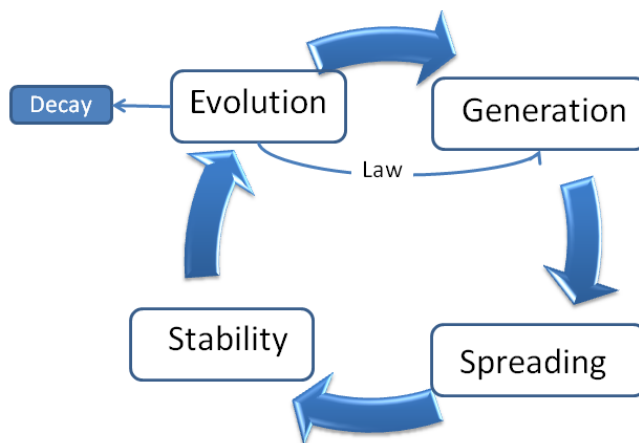 Decay
Evolution
Generation
Law
Stability
Spreading